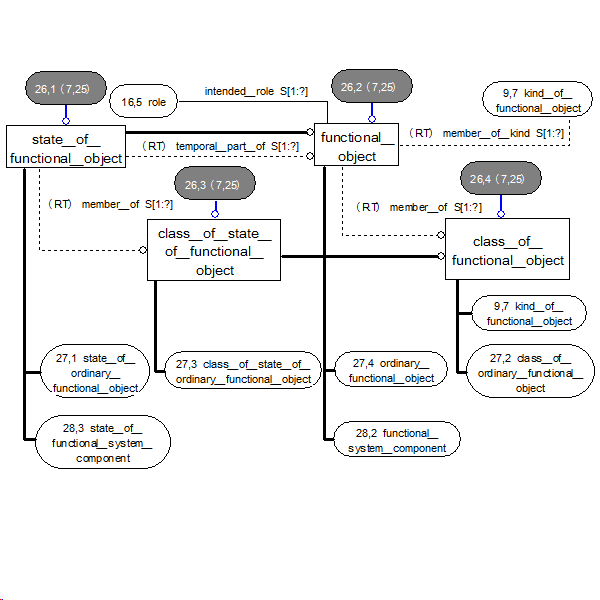 26,1 (7,25)
16,5 role
intended__role S[1:?]
26,2 (7,25)
9,7 kind__of__
functional__object
state__of__
functional__object
(RT) temporal__part__of S[1:?]
functional__
object
(RT) member__of__kind S[1:?]
26,3 (7,25)
26,4 (7,25)
(RT) member__of S[1:?]
(RT) member__of S[1:?]
class__of__state__
of__functional__
object
class__of__
functional__object
9,7 kind__of__
functional__object
27,1 state__of__
ordinary__
functional__object
27,3 class__of__state__of__
ordinary__functional__object
27,4 ordinary__
functional__object
27,2 class__of__
ordinary__functional__
object
28,3 state__of__
functional__system__
component
28,2 functional__
system__component